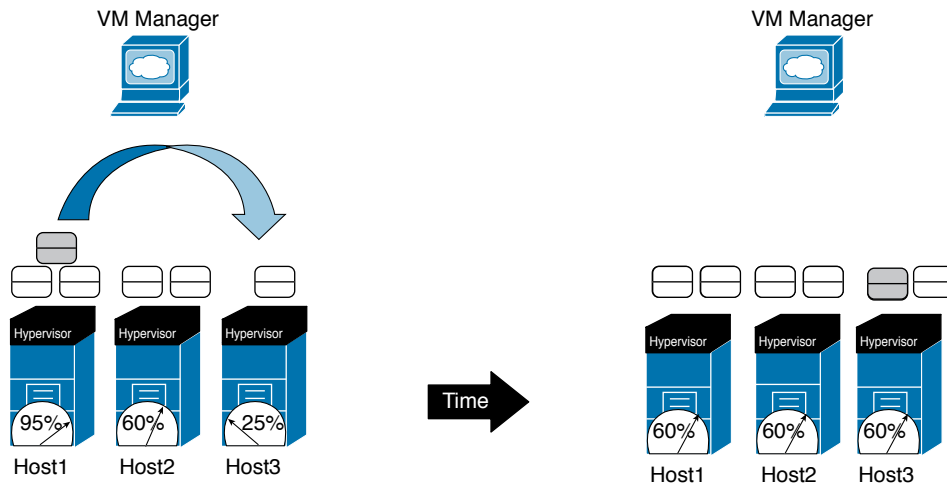 VM Manager
VM Manager
Hypervisor
Hypervisor
Hypervisor
Hypervisor
Hypervisor
Hypervisor
95%
60%
25%
Time
60%
60%
60%
Host1
Host2
Host3
Host1
Host2
Host3